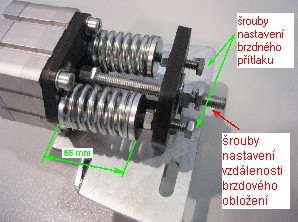 šrouby
nastavení
brzdného
přítlaku
55 mm
šrouby
nastavení
vzdálenosti
brzdového
obložení